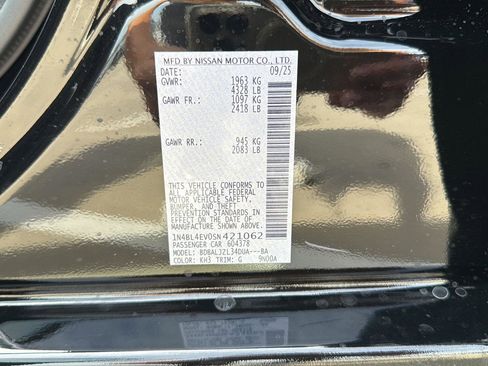 MFD BY NISSAN MOTOR CO., LTD.
DATE: 09/25
GVWR: 1963 KG
4328 LB
GAWR FR.: 1097 KG
2418 LB
GAWR RR.: 945 KG
2083 LB
THIS VEHICLE CONFORMS TO
ALL APPLICABLE FEDERAL
MOTOR VEHICLE SAFETY,
BUMPER, AND THEFT
PREVENTION STANDARDS IN
EFFECT ON THE DATE OF
MANUFACTURE SHOWN ABOVE.
1N4BL4EV0SN421062
PASSENGER CAR 604378
MODEL: BDBALJZL34DUA---BA
COLOR: KH3 TRIM: G 9N00A